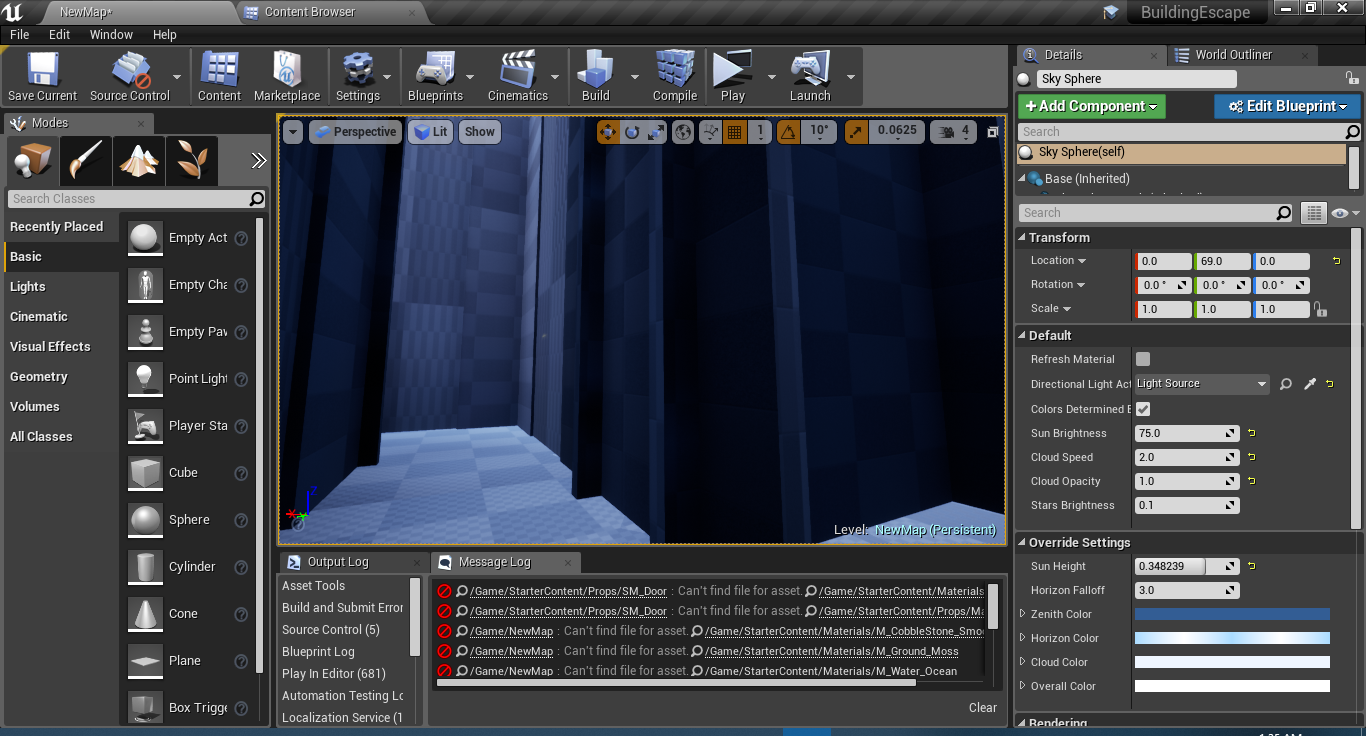 NewMap*
Content Browser
BuildingEscape
File Edit Window Help
Save Current
Source Control
Content
Marketplace
Settings
Blueprints
Cinematics
Build
Compile
Play
Launch
Modes
Search Classes
Recently Placed
Basic
Lights
Cinematic
Visual Effects
Geometry
Volumes
All Classes
Empty Act
Empty Cha
Empty Paw
Point Light
Player Sta
Cube
Sphere
Cylinder
Cone
Plane
Box Trigge
Perspective
Lit
Show
1
10°
0.0625
4
Z
Level: NewMap (Persistent)
Output Log
Message Log
Asset Tools
Build and Submit Error
Source Control (5)
Blueprint Log
Play In Editor (681)
Automation Testing Lo
Localization Service (1
/Game/StarterContent/Props/SM_Door : Can't find file for asset. /Game/StarterContent/Materials
/Game/StarterContent/Props/SM_Door : Can't find file for asset. /Game/StarterContent/Props/Ma
/Game/NewMap : Can't find file for asset. /Game/StarterContent/Materials/M_CobbleStone_Smoo
/Game/NewMap : Can't find file for asset. /Game/StarterContent/Materials/M_Ground_Moss
/Game/NewMap : Can't find file for asset. /Game/StarterContent/Materials/M_Water_Ocean
Clear
Details
World Outliner
Sky Sphere
+Add Component
Edit Blueprint
Search
Sky Sphere(self)
Base (Inherited)
Search
Transform
Location 0.0 69.0 0.0
Rotation 0.0 ° 0.0 ° 0.0 °
Scale 1.0 1.0 1.0
Default
Refresh Material
Directional Light Act Light Source
Colors Determined B
Sun Brightness 75.0
Cloud Speed 2.0
Cloud Opacity 1.0
Stars Brightness 0.1
Override Settings
Sun Height 0.348239
Horizon Falloff 3.0
Zenith Color
Horizon Color
Cloud Color
Overall Color
Rendering